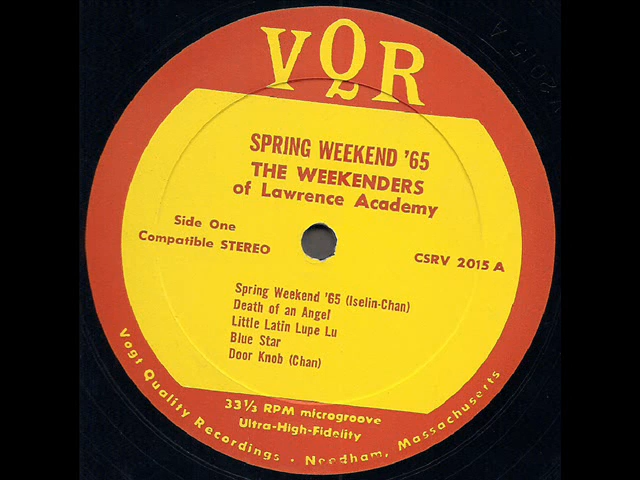 VQR
SPRING WEEKEND '65
THE WEEKENDERS
of Lawrence Academy
Side One
Compatible STEREO
CSRV 2015 A
Spring Weekend '65 (Iselin-Chan)
Death of an Angel
Little Latin Lupe Lu
Blue Star
Door Knob (Chan)
33⅓ RPM microgroove
Ultra-High-Fidelity
Vogt Quality Recordings · Needham, Massachusetts